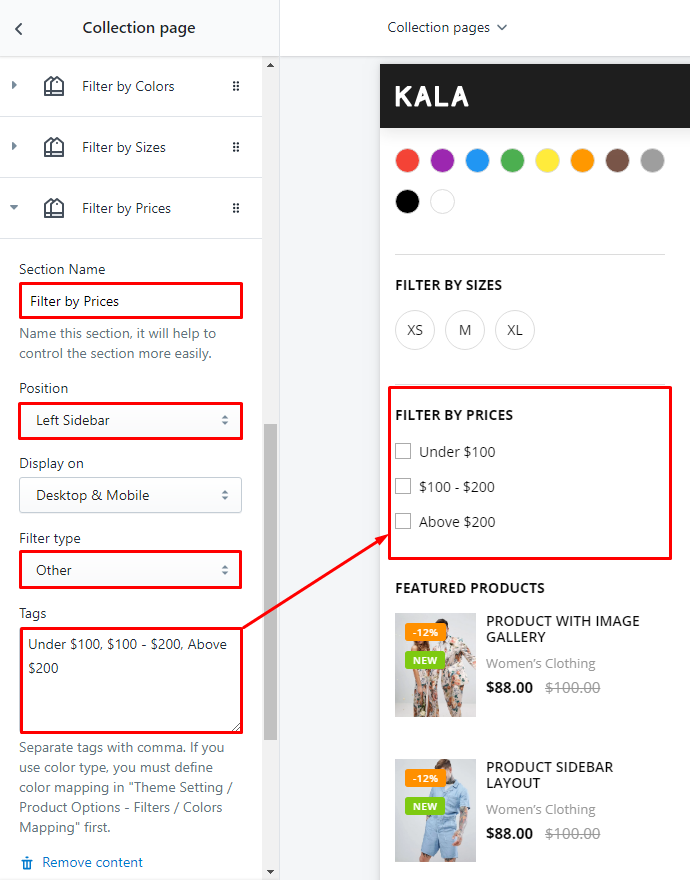 Collection page
Filter by Colors
Filter by Sizes
Filter by Prices
Section Name
Filter by Prices
Name this section, it will help to
control the section more easily.
Position
Left Sidebar
Display on
Desktop & Mobile
Filter type
Other
Tags
Under $100, $100 - $200, Above
$200
Separate tags with comma. If you
use color type, you must define
color mapping in "Theme Setting /
Product Options - Filters / Colors
Mapping" first.
Remove content
Collection pages
KALA
FILTER BY SIZES
XS M XL
FILTER BY PRICES
Under $100
$100 - $200
Above $200
FEATURED PRODUCTS
-12%
NEW
PRODUCT WITH IMAGE
GALLERY
Women's Clothing
$88.00 $100.00
-12%
NEW
PRODUCT SIDEBAR
LAYOUT
Women's Clothing
$88.00 $100.00